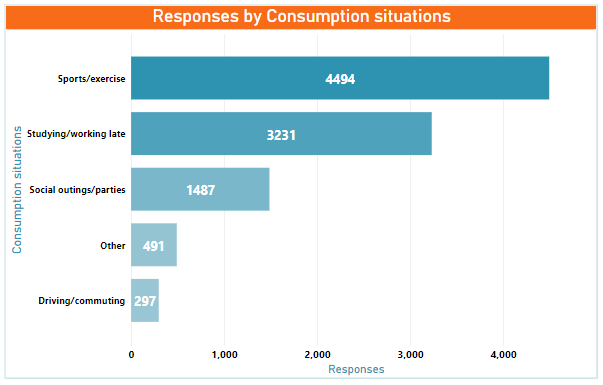 Responses by Consumption situations
Consumption situations
Sports/exercise
4494
Studying/working late
3231
Social outings/parties
1487
Other
491
Driving/commuting
297
0
1,000
2,000
3,000
4,000
Responses